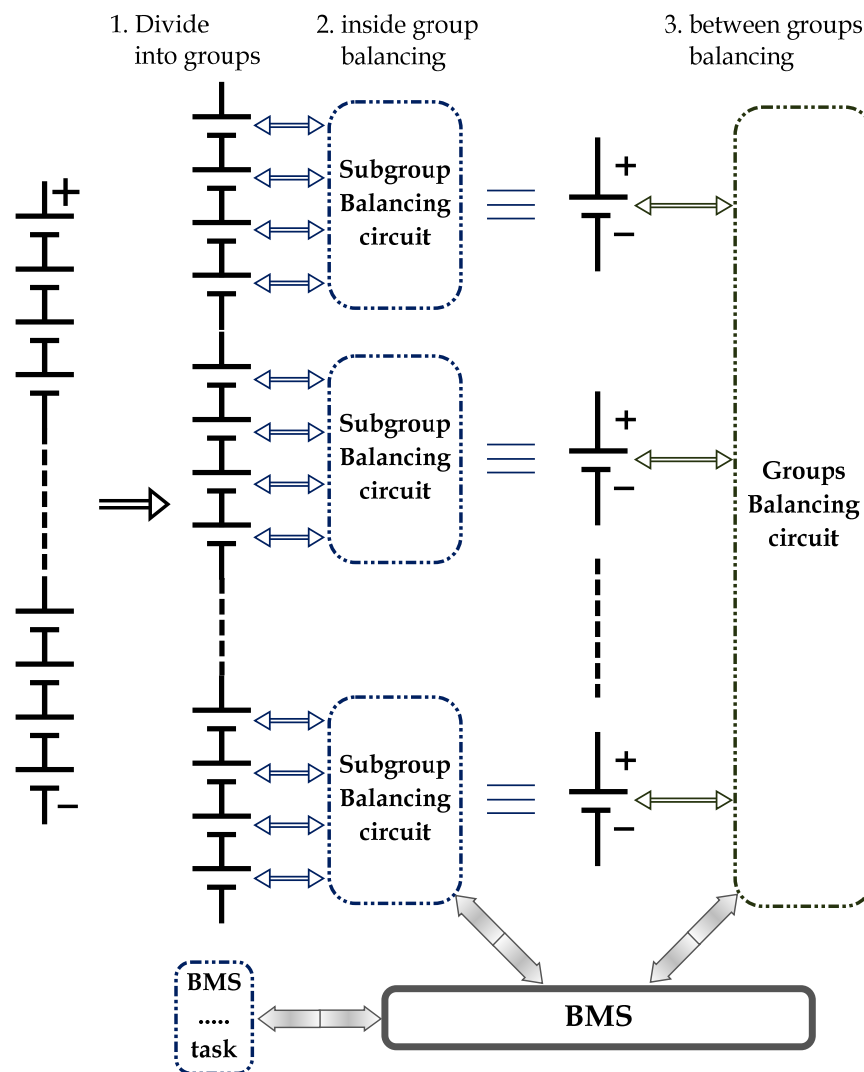 1. Divide
into groups
2. inside group
balancing
3. between groups
balancing
+
−
Subgroup
Balancing
circuit
+
−
Subgroup
Balancing
circuit
+
−
Subgroup
Balancing
circuit
+
−
Groups
Balancing
circuit
BMS
.....
task
BMS